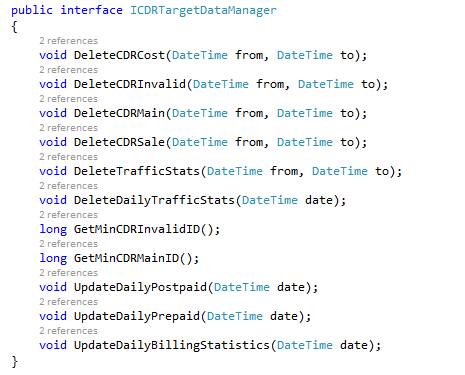 public interface ICDRTargetDataManager
{
2 references
void DeleteCDRCost(DateTime from, DateTime to);
2 references
void DeleteCDRInvalid(DateTime from, DateTime to);
2 references
void DeleteCDRMain(DateTime from, DateTime to);
2 references
void DeleteCDRSale(DateTime from, DateTime to);
2 references
void DeleteTrafficStats(DateTime from, DateTime to);
2 references
void DeleteDailyTrafficStats(DateTime date);
2 references
long GetMinCDRInvalidID();
2 references
long GetMinCDRMainID();
2 references
void UpdateDailyPostpaid(DateTime date);
2 references
void UpdateDailyPrepaid(DateTime date);
2 references
void UpdateDailyBillingStatistics(DateTime date);
}